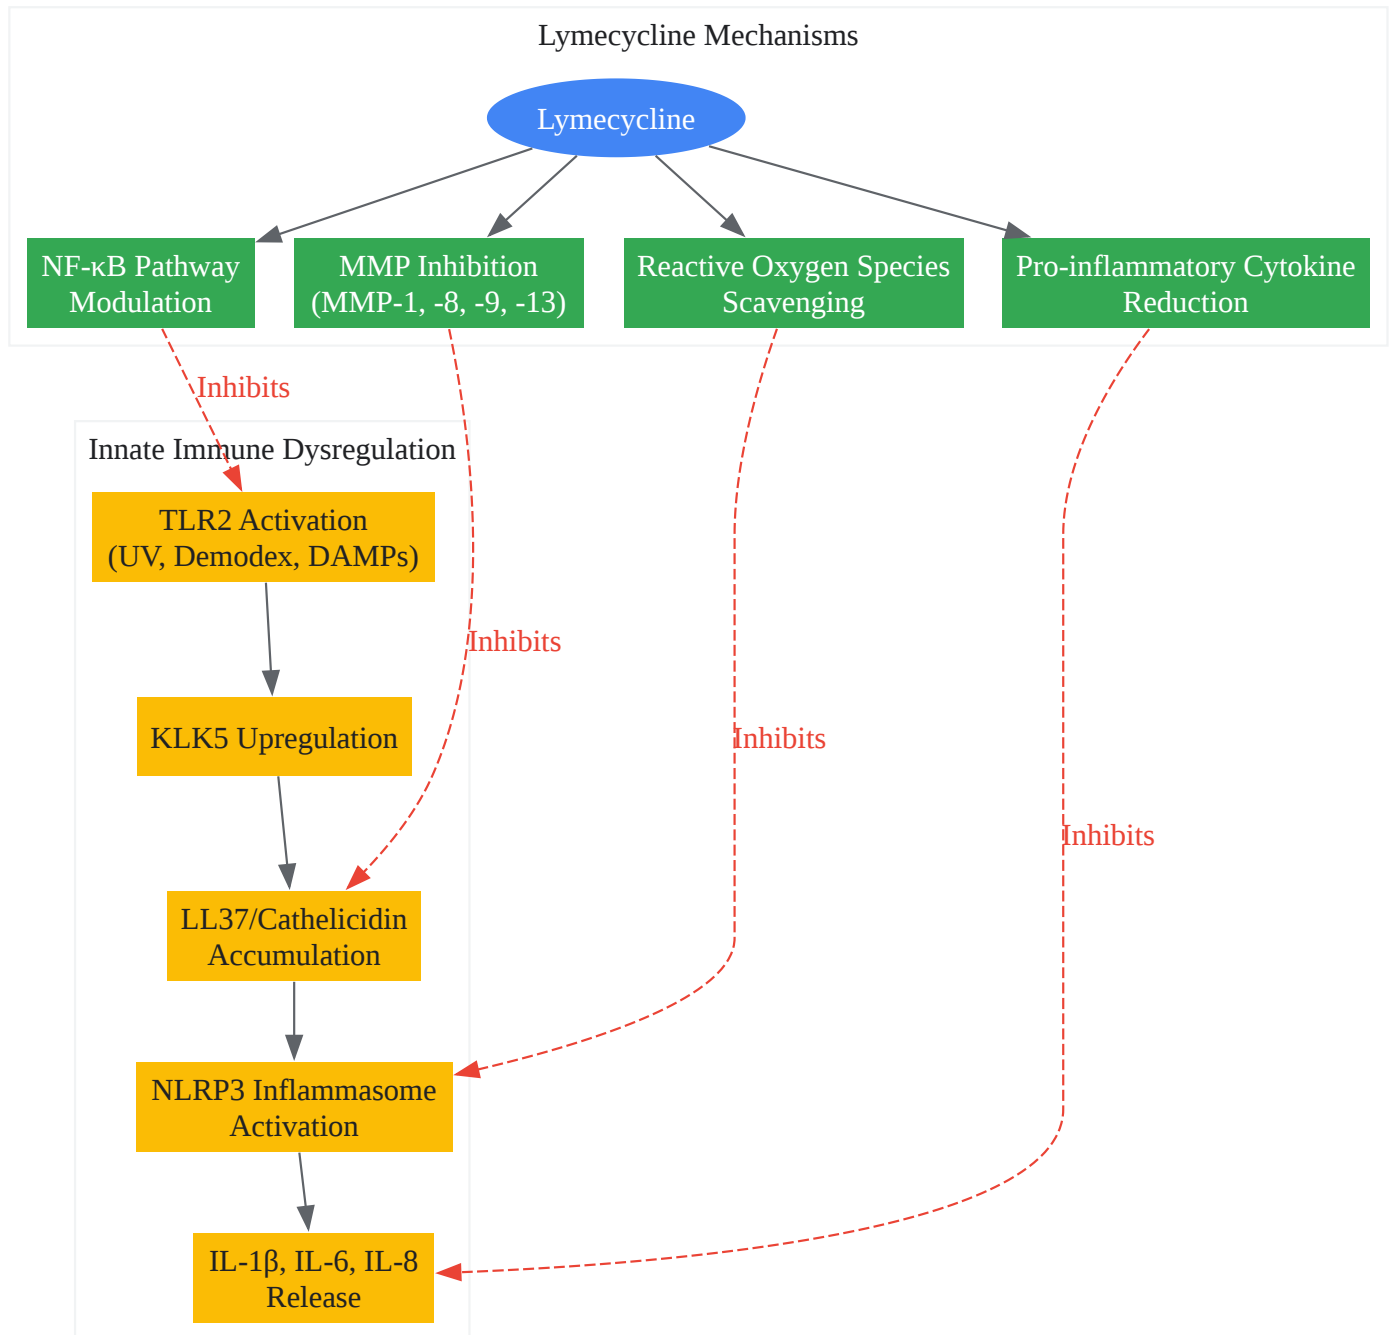 Lymecycline Mechanisms
Lymecycline
NF-κB Pathway
Modulation
MMP Inhibition
(MMP-1, -8, -9, -13)
Reactive Oxygen Species
Scavenging
Pro-inflammatory Cytokine
Reduction
Inhibits
Innate Immune Dysregulation
TLR2 Activation
(UV, Demodex, DAMPs)
Inhibits
KLK5 Upregulation
Inhibits
Inhibits
LL37/Cathelicidin
Accumulation
NLRP3 Inflammasome
Activation
IL-1β, IL-6, IL-8
Release